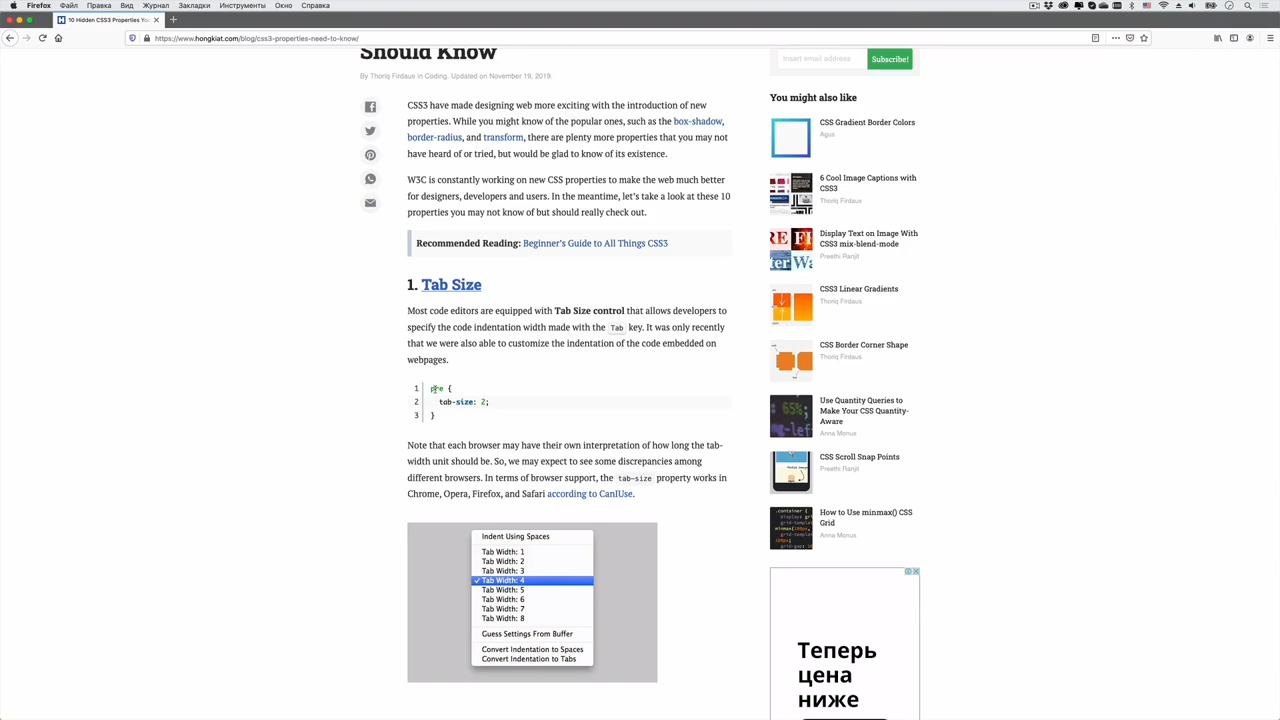 Firefox Файл Правка Вид Журнал Закладки Инструменты Окно Справка
10 Hidden CSS3 Properties You
https://www.hongkiat.com/blog/css3-properties-need-to-know/
Should Know
By Thoriq Firdaus in Coding. Updated on November 19, 2019.
CSS3 have made designing web more exciting with the introduction of new
properties. While you might know of the popular ones, such as the box-shadow,
border-radius, and transform, there are plenty more properties that you may not
have heard of or tried, but would be glad to know of its existence.
W3C is constantly working on new CSS properties to make the web much better
for designers, developers and users. In the meantime, let's take a look at these 10
properties you may not know of but should really check out.
Recommended Reading: Beginner's Guide to All Things CSS3
1. Tab Size
Most code editors are equipped with Tab Size control that allows developers to
specify the code indentation width made with the Tab key. It was only recently
that we were also able to customize the indentation of the code embedded on
webpages.
1 pre {
2 tab-size: 2;
3 }
Note that each browser may have their own interpretation of how long the tab-
width unit should be. So, we may expect to see some discrepancies among
different browsers. In terms of browser support, the tab-size property works in
Chrome, Opera, Firefox, and Safari according to CanIUse.
Indent Using Spaces
Tab Width: 1
Tab Width: 2
Tab Width: 3
✓ Tab Width: 4
Tab Width: 5
Tab Width: 6
Tab Width: 7
Tab Width: 8
Guess Settings From Buffer
Convert Indentation to Spaces
Convert Indentation to Tabs
Insert email address Subscribe!
You might also like
CSS Gradient Border Colors
Agus
6 Cool Image Captions with
CSS3
Thoriq Firdaus
Display Text on Image With
CSS3 mix-blend-mode
Preethi Ranjit
CSS3 Linear Gradients
Thoriq Firdaus
CSS Border Corner Shape
Thoriq Firdaus
Use Quantity Queries to
Make Your CSS Quantity-
Aware
Anna Monus
CSS Scroll Snap Points
Preethi Ranjit
How to Use minmax() CSS
Grid
Anna Monus
Теперь
цена
ниже